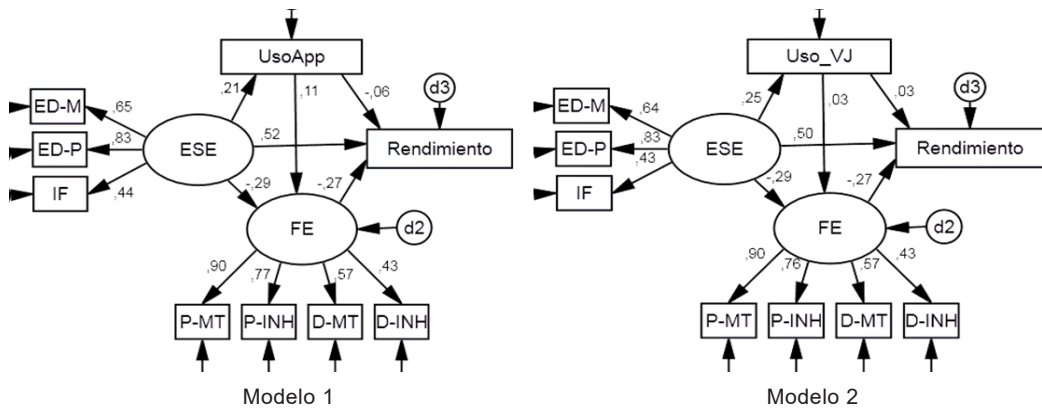 UsoApp
,21
,11
-,06
d3
ED-M
,65
ED-P
,83
ESE
,52
Rendimiento
IF
,44
-,29
-,27
FE
d2
,90
,77
,57
,43
P-MT
P-INH
D-MT
D-INH
Modelo 1
Uso_VJ
,25
,03
,03
d3
ED-M
,64
ED-P
,83
ESE
,50
Rendimiento
IF
,43
-,29
-,27
FE
d2
,90
,76
,57
,43
P-MT
P-INH
D-MT
D-INH
Modelo 2